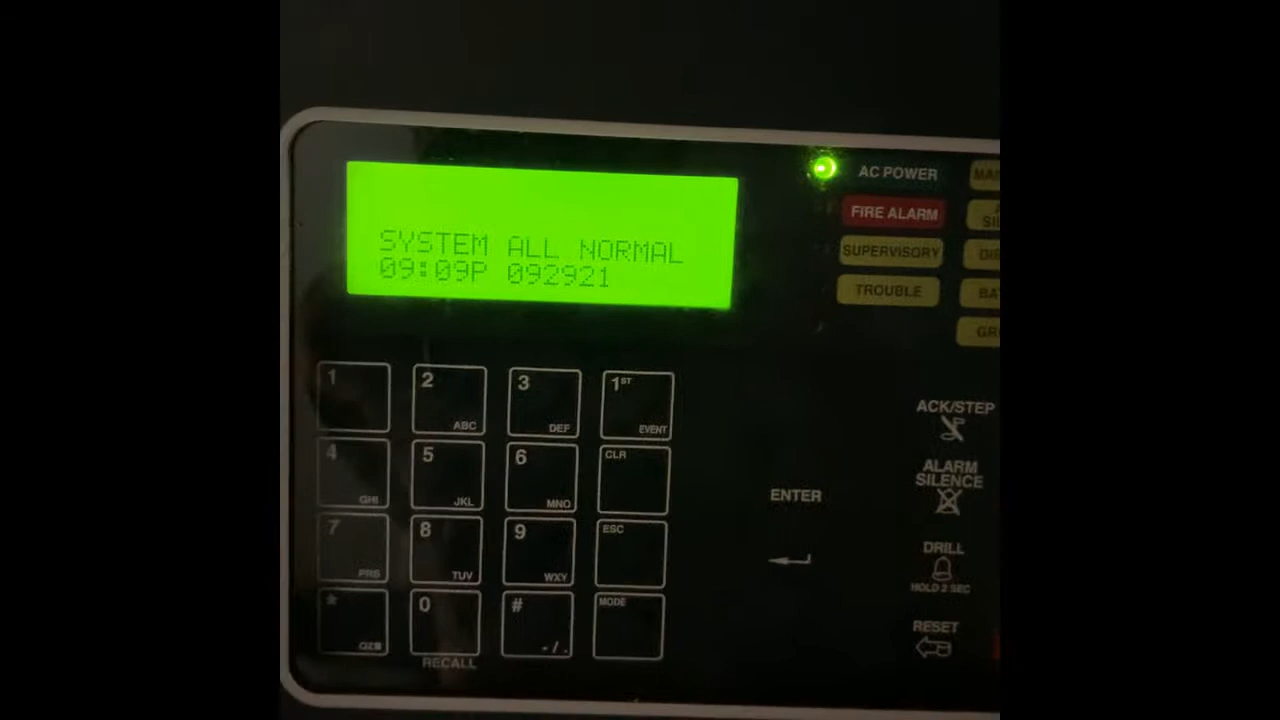 SYSTEM ALL NORMAL
09:09P 092921
AC POWER
FIRE ALARM
SUPERVISORY
TROUBLE
1
2
ABC
3
DEF
1ST
EVENT
4
GHI
5
JKL
6
MNO
CLR
7
PRS
8
TUV
9
WXY
ESC
*
QZ
0
RECALL
#
- / .
MODE
ENTER
ACK/STEP
ALARM
SILENCE
DRILL
HOLD 2 SEC
RESET